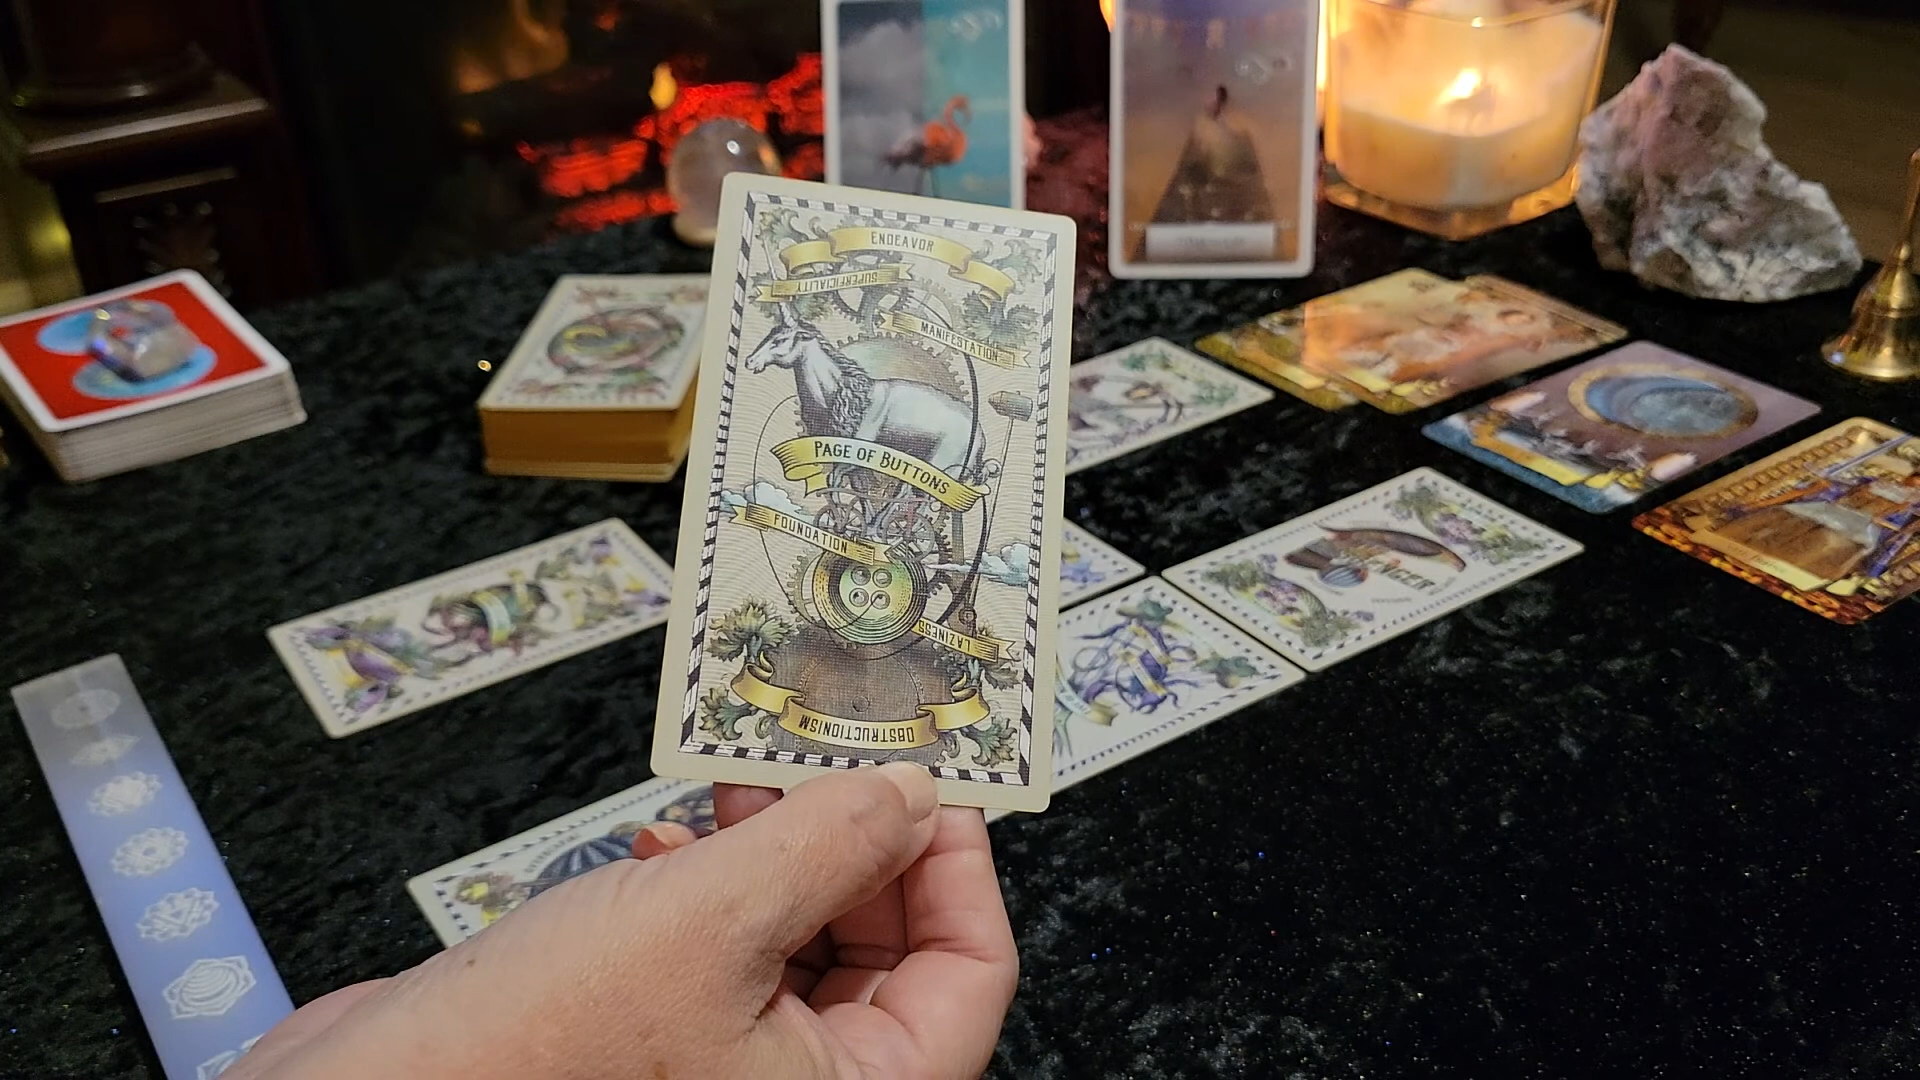 ENDEAVOR
SUPERFICIALITY
MANIFESTATION
PAGE OF BUTTONS
FOUNDATION
LAZINESS
OBSTRUCTIONISM